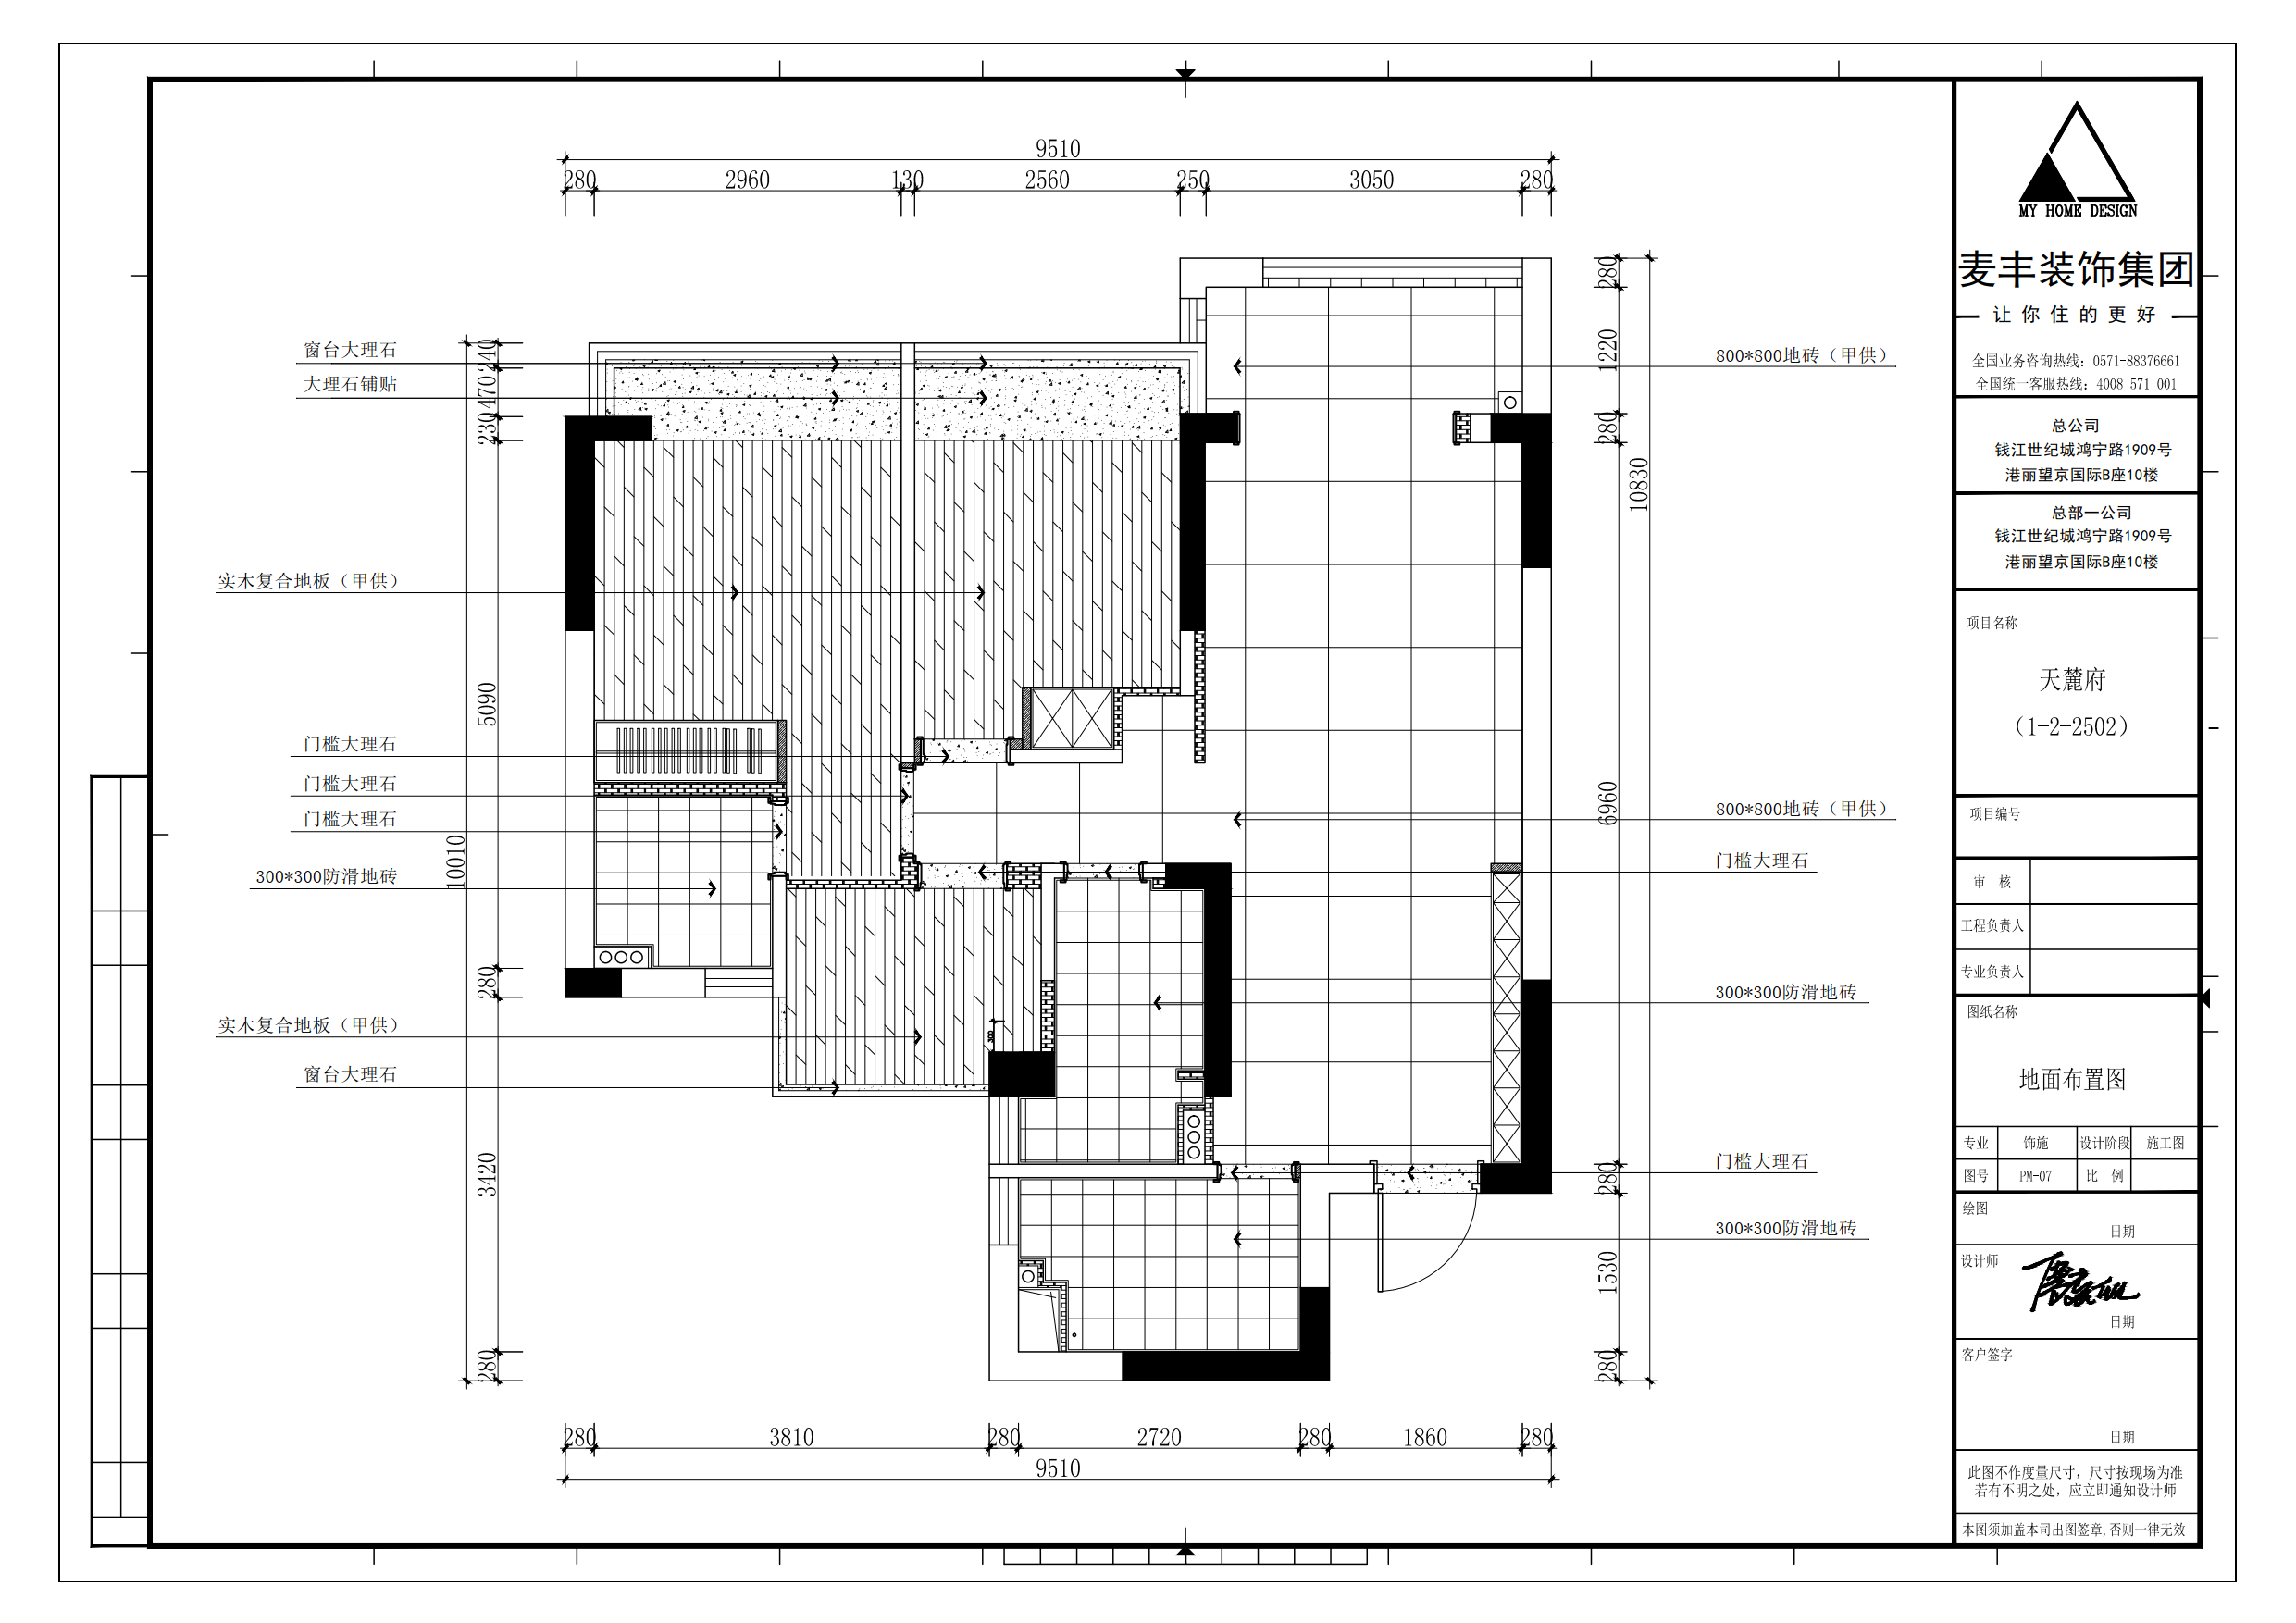 9510
280 2960 130 2560 250 3050 280
窗台大理石
大理石铺贴
实木复合地板（甲供）
门槛大理石
门槛大理石
门槛大理石
300*300防滑地砖
实木复合地板（甲供）
窗台大理石
240
470
230
5090
10010
280
3420
280
300
800*800地砖（甲供）
800*800地砖（甲供）
门槛大理石
300*300防滑地砖
门槛大理石
300*300防滑地砖
280
1220
280
10830
6960
280
1530
280
280 3810 280 2720 280 1860 280
9510
MY HOME DESIGN
麦丰装饰集团
让你住的更好
全国业务咨询热线：0571-88376661
全国统一客服热线：4008 571 001
总公司
钱江世纪城鸿宁路1909号
港丽望京国际B座10楼
总部一公司
钱江世纪城鸿宁路1909号
港丽望京国际B座10楼
项目名称
天麓府
（1-2-2502）
项目编号
审 核
工程负责人
专业负责人
图纸名称
地面布置图
专业 饰施 设计阶段 施工图
图号 PM-07 比 例
绘图
日期
设计师
日期
客户签字
日期
此图不作度量尺寸，尺寸按现场为准
若有不明之处，应立即通知设计师
本图须加盖本司出图签章,否则一律无效